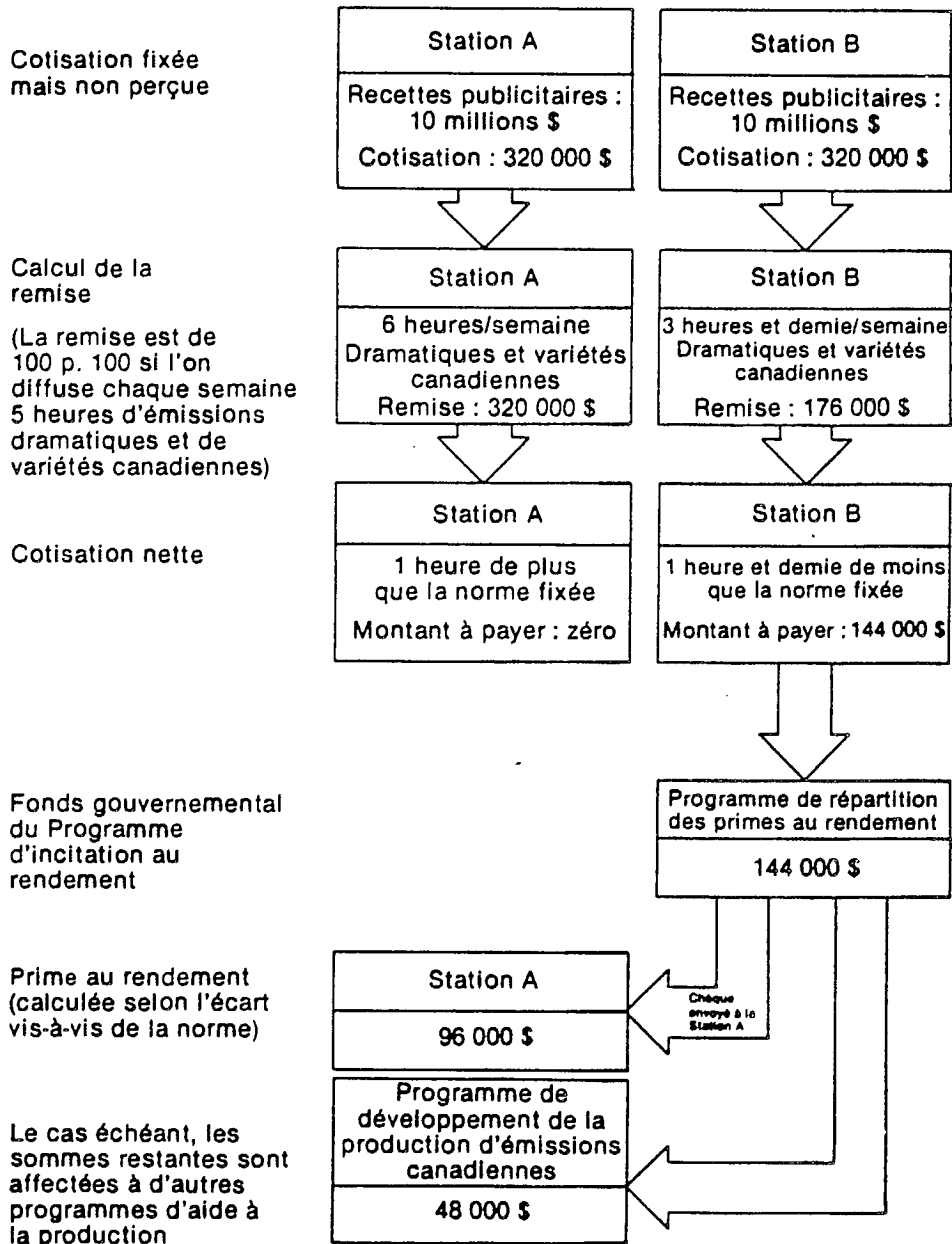 Cotisation fixée
mais non perçue
Station A
Recettes publicitaires :
10 millions $
Cotisation : 320 000 $
Station B
Recettes publicitaires :
10 millions $
Cotisation : 320 000 $
Calcul de la
remise
(La remise est de
100 p. 100 si l'on
diffuse chaque semaine
5 heures d'émissions
dramatiques et de
variétés canadiennes)
Station A
6 heures/semaine
Dramatiques et variétés
canadiennes
Remise : 320 000 $
Station B
3 heures et demie/semaine
Dramatiques et variétés
canadiennes
Remise : 176 000 $
Cotisation nette
Station A
1 heure de plus
que la norme fixée
Montant à payer : zéro
Station B
1 heure et demie de moins
que la norme fixée
Montant à payer : 144 000 $
Fonds gouvernemental
du Programme
d'incitation au
rendement
Programme de répartition
des primes au rendement
144 000 $
Prime au rendement
(calculée selon l'écart
vis-à-vis de la norme)
Station A
96 000 $
Chèque
envoyé à la
Station A
Le cas échéant, les
sommes restantes sont
affectées à d'autres
programmes d'aide à
la production
Programme de
développement de la
production d'émissions
canadiennes
48 000 $